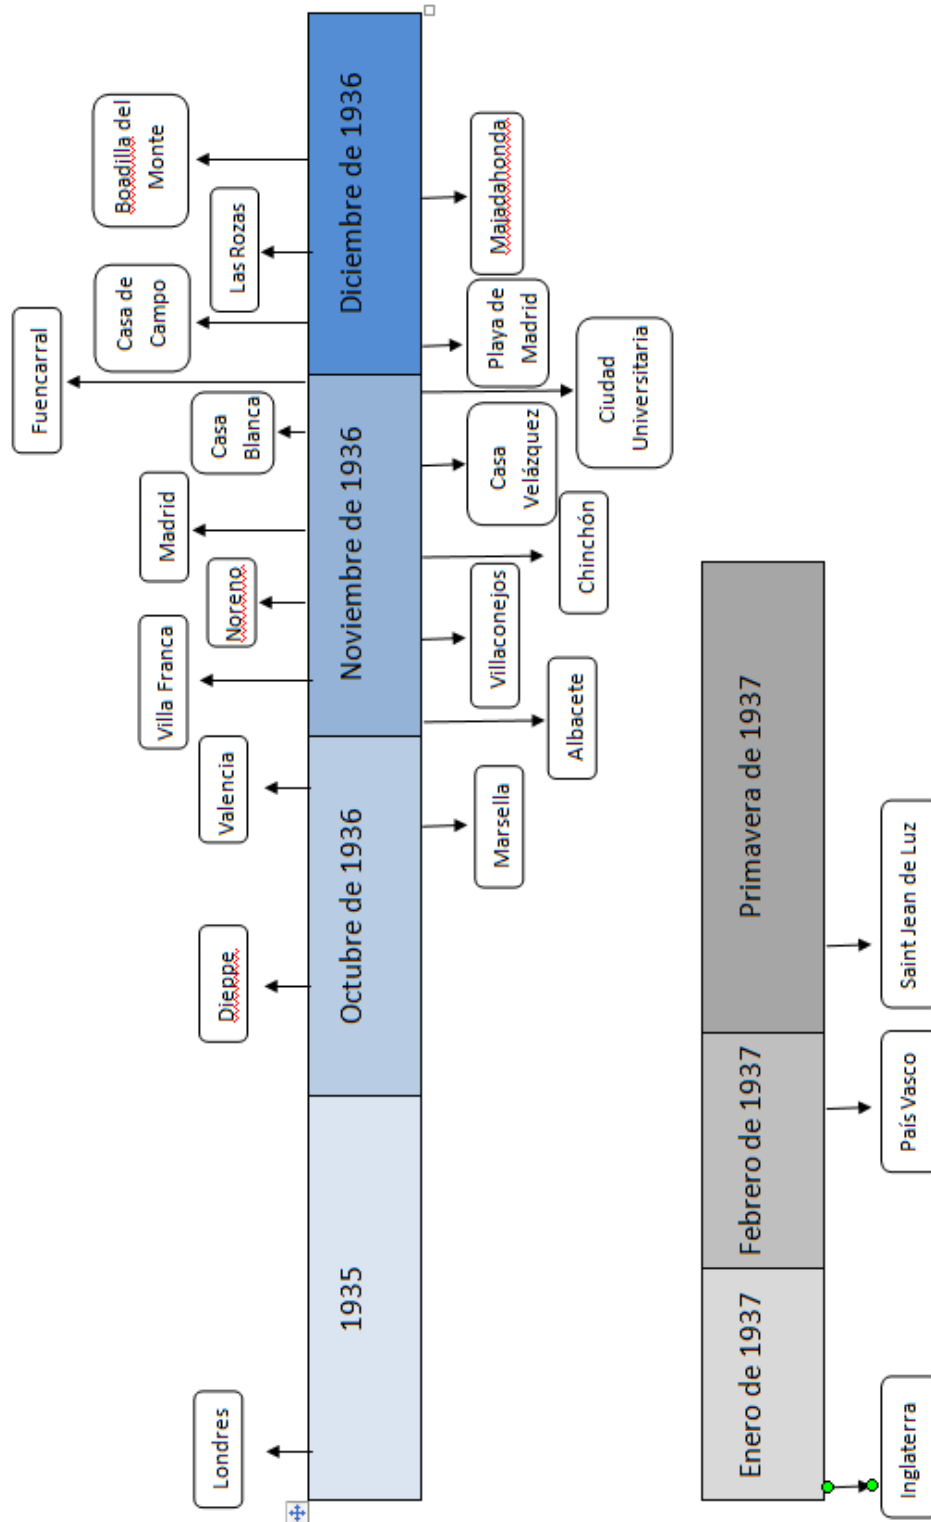 Fuencarral
Boadilla del
Monte
Casa de
Campo
Las Rozas
Casa
Blanca
Madrid
Noreno
Villa Franca
Valencia
Dieppe
Londres
1935
Octubre de 1936
Noviembre de 1936
Diciembre de 1936
Marsella
Albacete
Villaconejos
Chinchón
Casa
Velázquez
Ciudad
Universitaria
Playa de
Madrid
Majadahonda
Enero de 1937
Febrero de 1937
Primavera de 1937
Inglaterra
País Vasco
Saint Jean de Luz